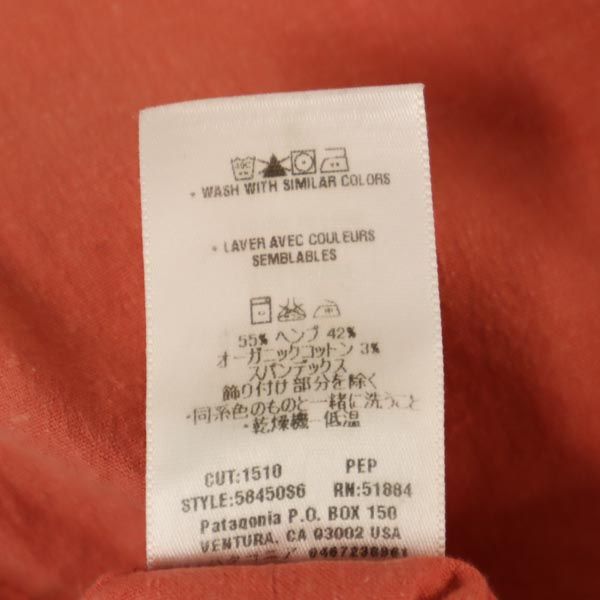 • WASH WITH SIMILAR COLORS
• LAVER AVEC COULEURS
SEMBLABLES
55% ヘンプ 42%
オーガニックコットン 3%
スパンデックス
飾り付け部分を除く
・同系色のものと一緒に洗うこと
・乾燥機 低温
CUT:1510 PEP
STYLE:58450S6 RN:51884
Patagonia P.O. BOX 150
VENTURA, CA 93002 USA